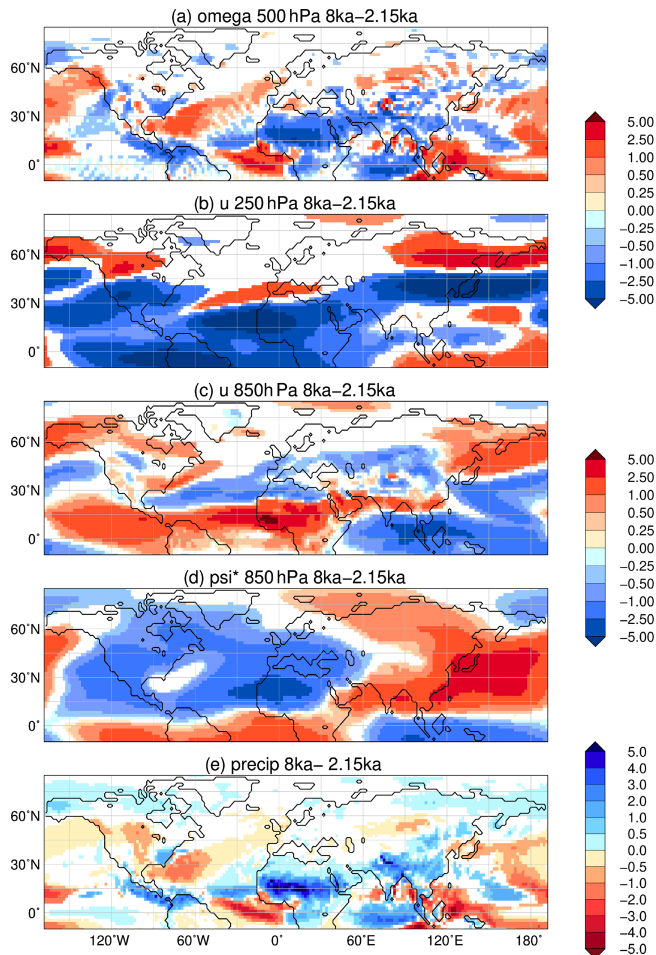 (a) omega 500 hPa 8ka−2.15ka
60˚N
30˚N
0˚
5.00
2.50
1.00
0.50
0.25
0.00
−0.25
−0.50
−1.00
−2.50
−5.00
(b) u 250 hPa 8ka−2.15ka
60˚N
30˚N
0˚
(c) u 850h Pa 8ka−2.15ka
60˚N
30˚N
0˚
5.00
2.50
1.00
0.50
0.25
0.00
−0.25
−0.50
−1.00
−2.50
−5.00
(d) psi* 850 hPa 8ka−2.15ka
60˚N
30˚N
0˚
(e) precip 8ka− 2.15ka
60˚N
30˚N
0˚
120˚W 60˚W 0˚ 60˚E 120˚E 180˚
5.0
4.0
3.0
2.0
1.0
0.5
0.0
−0.5
−1.0
−2.0
−3.0
−4.0
−5.0